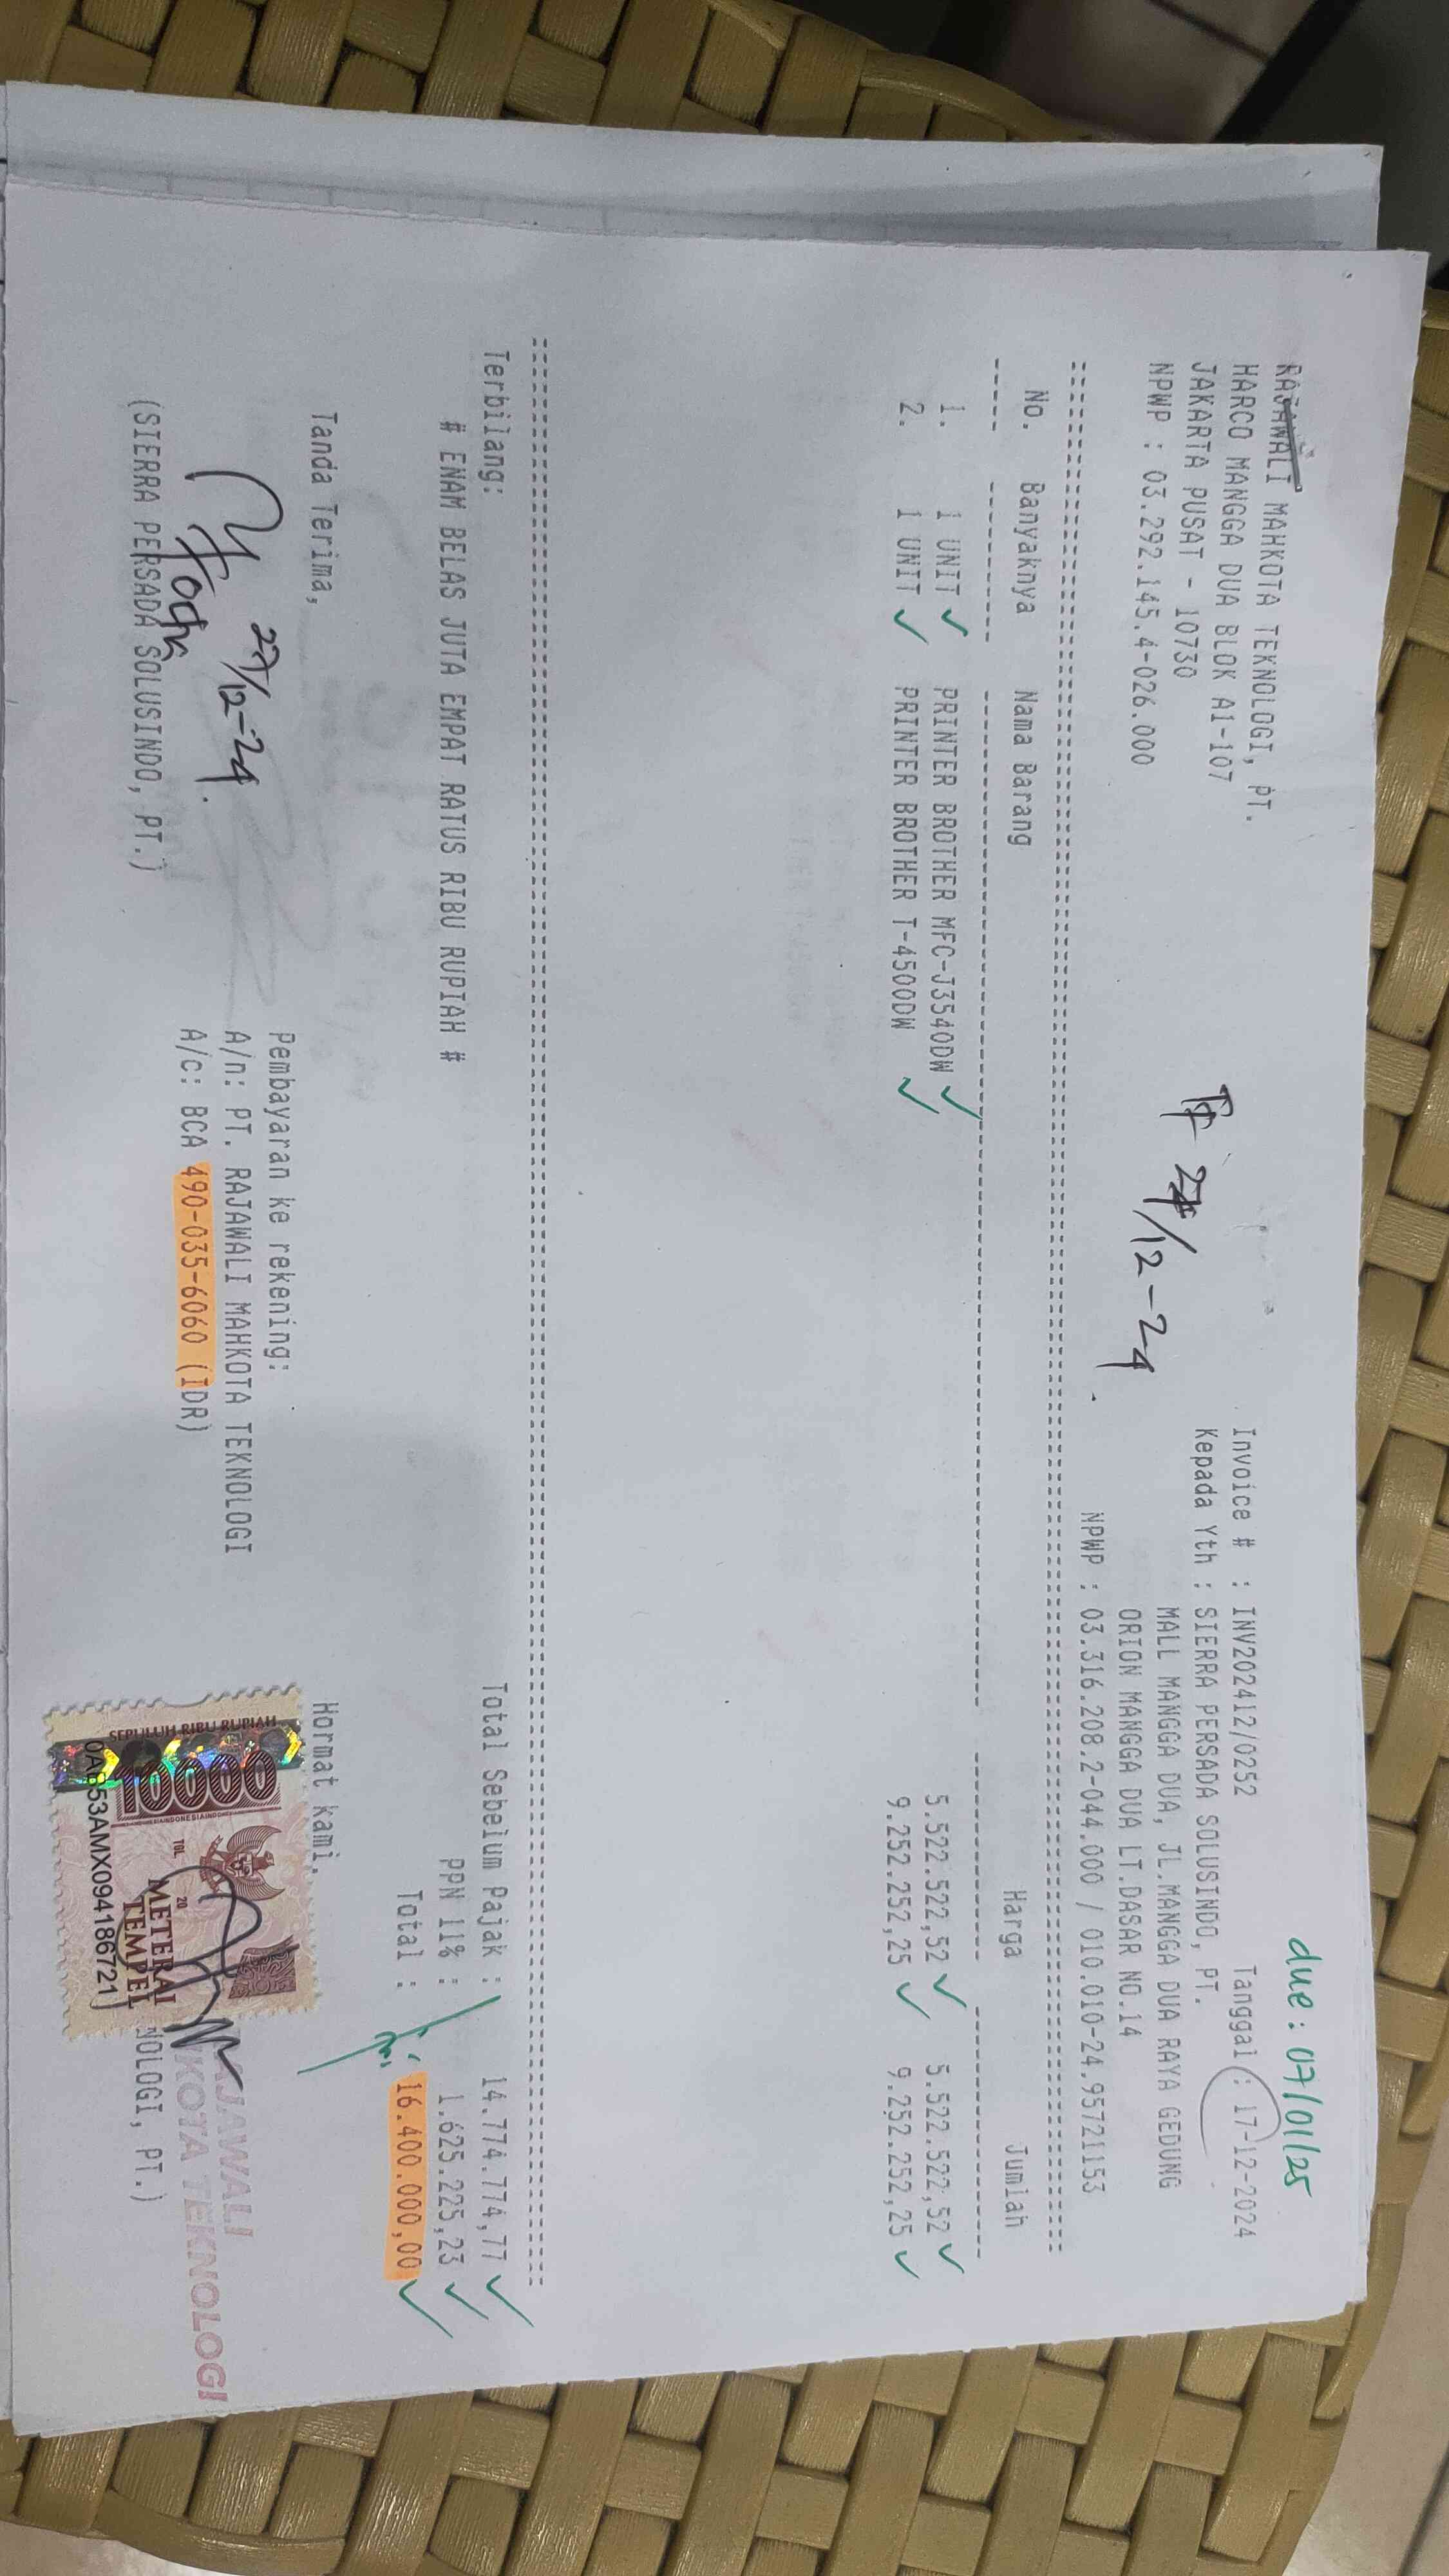 due: 07/01/25
RAJAWALI MAHKOTA TEKNOLOGI, PT.
HARCO MANGGA DUA BLOK A1-107
JAKARTA PUSAT - 10730
NPWP : 03.292.145.4-026.000
TF 27/12-24.
Tanggal : 17-12-2024
Invoice # : INV202412/0252
Kepada Yth : SIERRA PERSADA SOLUSINDO, PT.
MALL MANGGA DUA, JL.MANGGA DUA RAYA GEDUNG
ORION MANGGA DUA LT.DASAR NO.14
NPWP : 03.316.208.2-044.000 / 010.010-24.95721153
No. Banyaknya Nama Barang Harga Jumlah
1. 1 UNIT ✓ PRINTER BROTHER MFC-J3540DW ✓ 5.522.522,52 ✓ 5.522.522,52 ✓
2. 1 UNIT ✓ PRINTER BROTHER T-4500DW ✓ 9.252.252,25 ✓ 9.252.252,25 ✓
Terbilang:
# ENAM BELAS JUTA EMPAT RATUS RIBU RUPIAH #
Total Sebelum Pajak : 14.774.774,77 ✓
PPN 11% : 1.625.225,23 ✓
Total : 16.400.000,00 ✓
Tanda Terima,
27/12-24.
(SIERRA PERSADA SOLUSINDO, PT.)
Pembayaran ke rekening:
A/n: PT. RAJAWALI MAHKOTA TEKNOLOGI
A/c: BCA 490-035-6060 (IDR)
Hormat kami,
SEPULUH RIBU RUPIAH
10000
TGL 20
METERAI
TEMPEL
AJAWALI
KOTA TEKNOLOGI
NOLOGI, PT.)